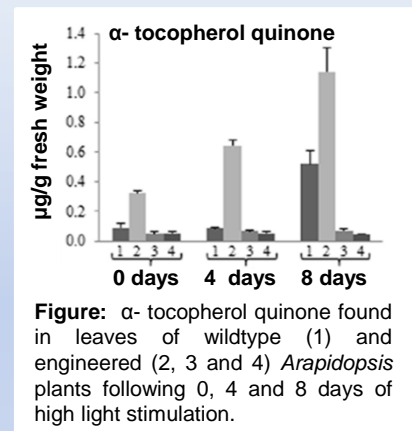 α- tocopherol quinone
µg/g fresh weight
1.4
1.2
1.0
0.8
0.6
0.4
0.2
0.0
1 2 3 4 1 2 3 4 1 2 3 4
0 days 4 days 8 days
Figure: α- tocopherol quinone found
in leaves of wildtype (1) and
engineered (2, 3 and 4) Arapidopsis
plants following 0, 4 and 8 days of
high light stimulation.